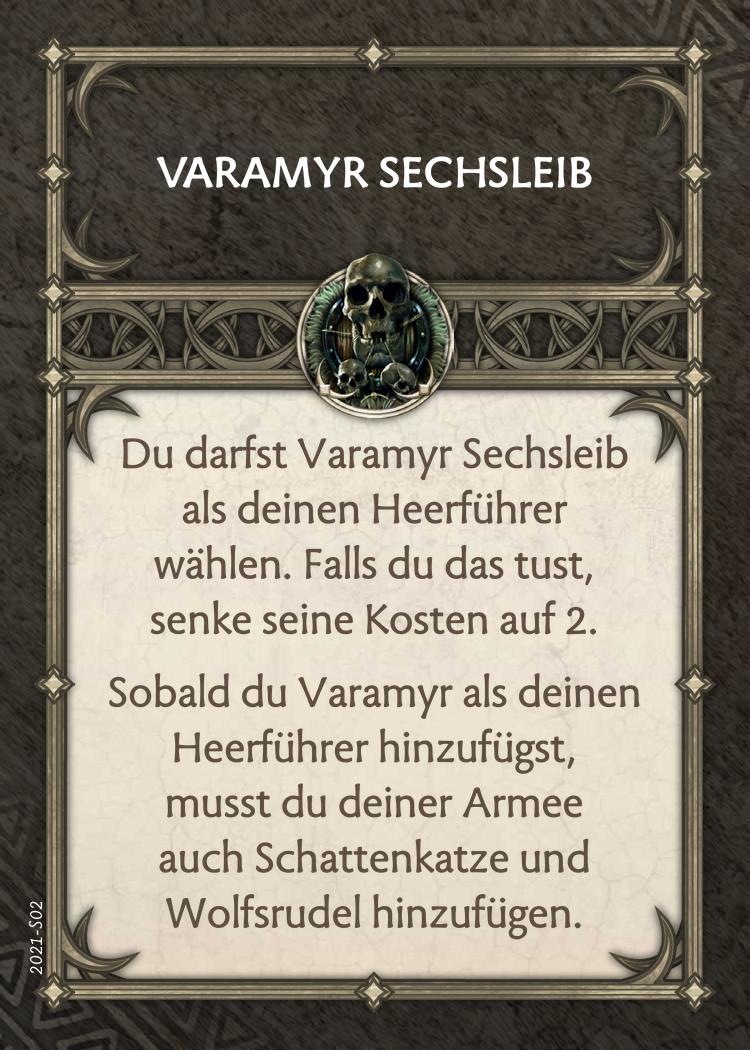 VARAMYR SECHSLEIB
Du darfst Varamyr Sechsleib
als deinen Heerführer
wählen. Falls du das tust,
senke seine Kosten auf 2.
Sobald du Varamyr als deinen
Heerführer hinzufügst,
musst du deiner Armee
auch Schattenkatze und
Wolfsrudel hinzufügen.
2021-S02